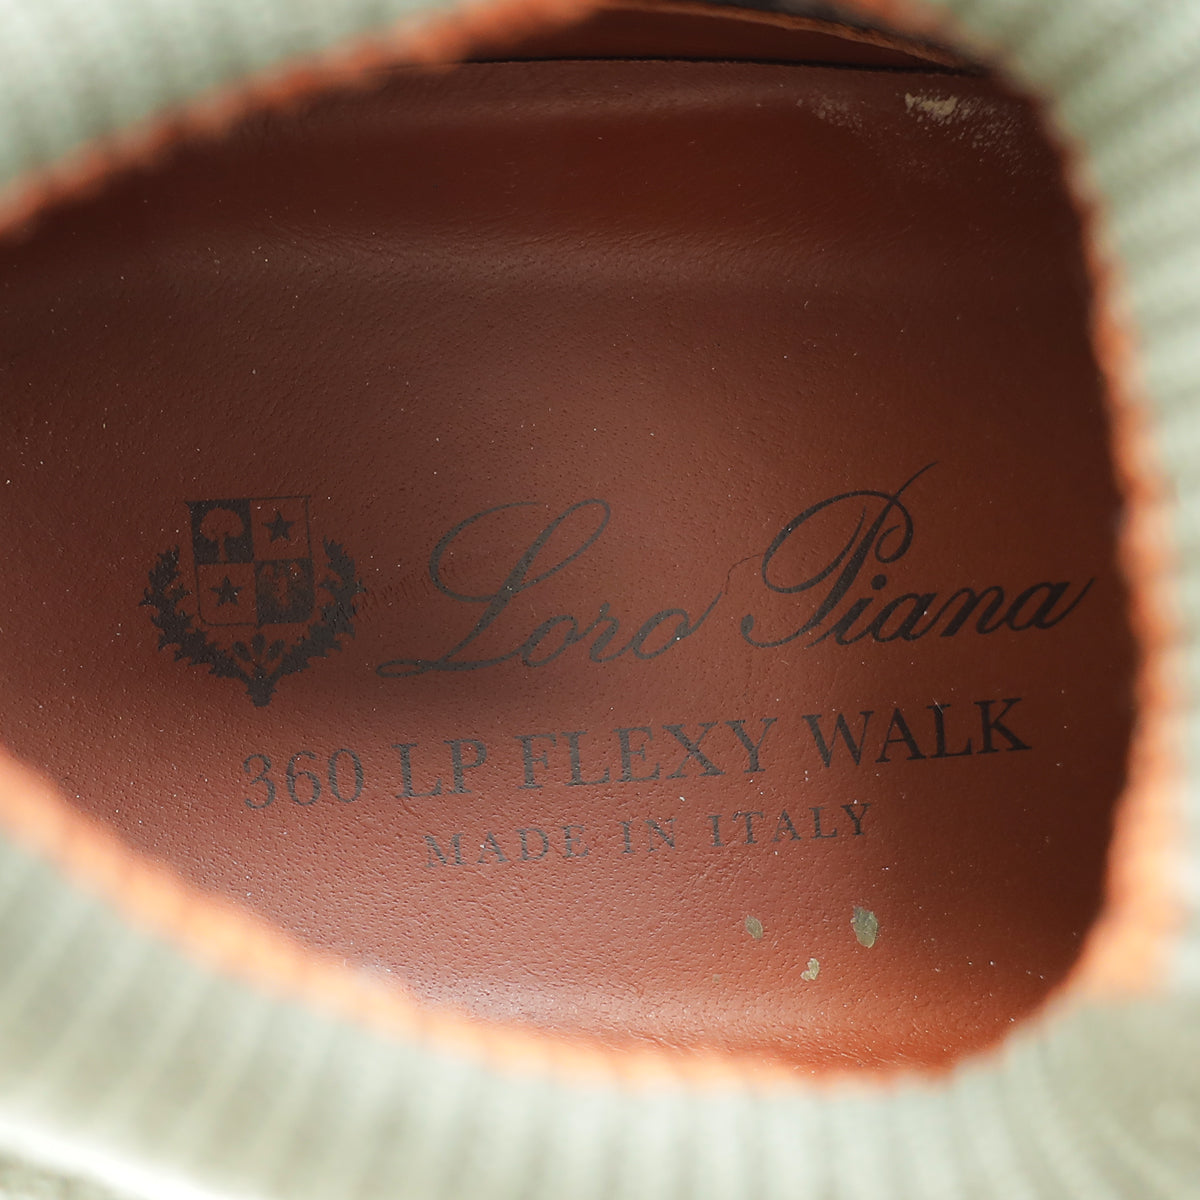 Loro Piana
360 LP FLEXY WALK
MADE IN ITALY